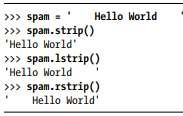 >>> spam = '    Hello World    '
>>> spam.strip()
'Hello World'
>>> spam.lstrip()
'Hello World    '
>>> spam.rstrip()
'    Hello World'